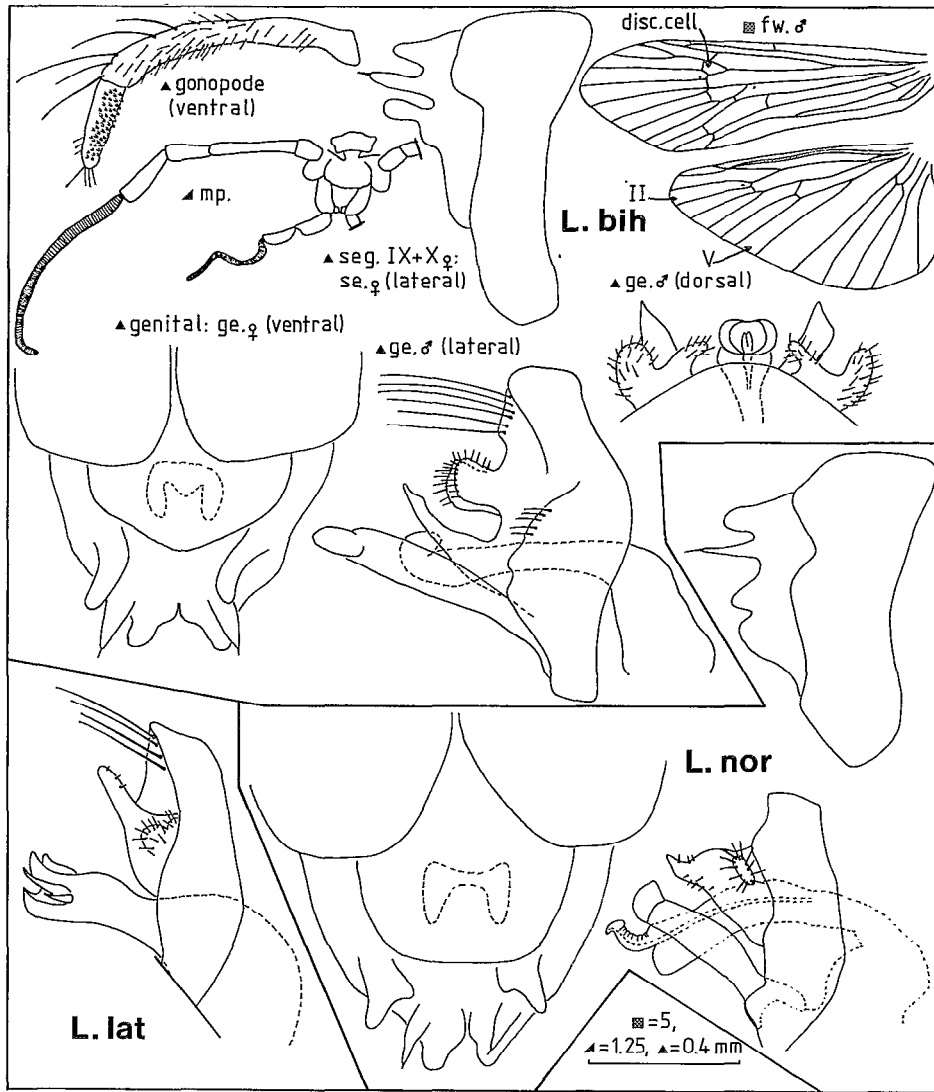 disc.cell
▩ fw.♂
▲ gonopode
(ventral)
II
◢ mp.
L. bih
V
▲ seg. IX+X♀:
se.♀ (lateral)
▲ ge.♂ (dorsal)
▲ genital: ge.♀ (ventral)
▲ ge.♂ (lateral)
L. nor
L. lat
▩=5,
◢=1.25, ▲=0.4 mm